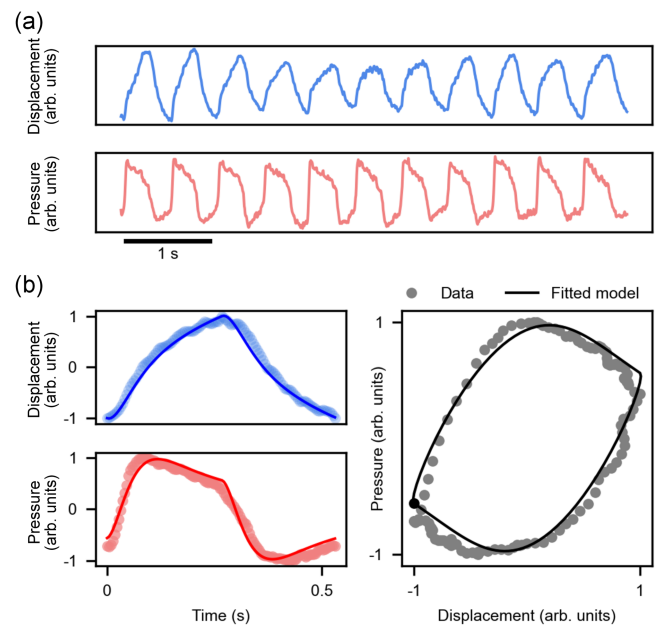 (a)
Displacement
(arb. units)
Pressure
(arb. units)
1 s
(b)
Data
Fitted model
Displacement
(arb. units)
1
0
-1
Pressure
(arb. units)
1
0
-1
0
0.5
Time (s)
Pressure (arb. units)
1
-1
-1
1
Displacement (arb. units)